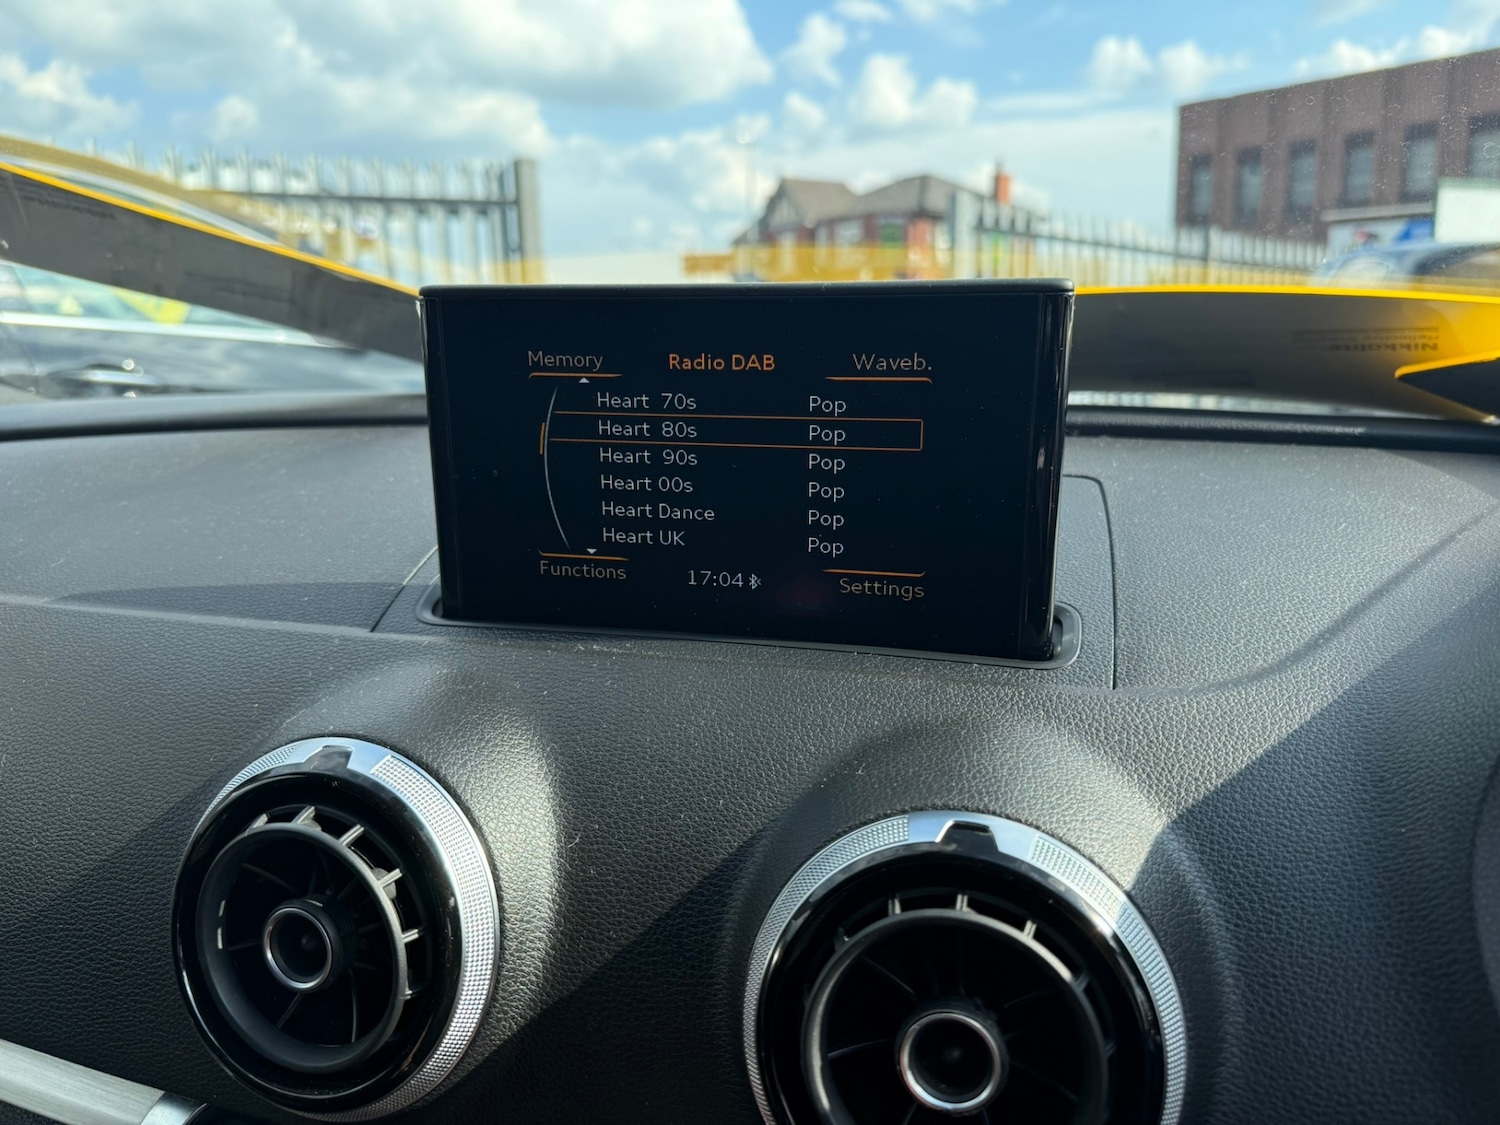 Memory Radio DAB Waveb.
Heart 70s Pop
Heart 80s Pop
Heart 90s Pop
Heart 00s Pop
Heart Dance Pop
Heart UK Pop
Functions 17:04 Settings
Nikkalite